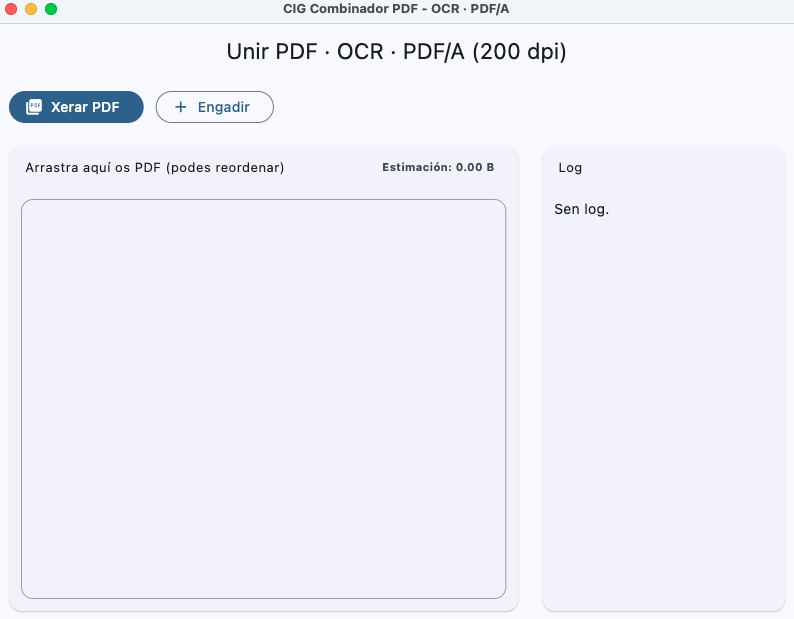 CIG Combinador PDF - OCR · PDF/A
Unir PDF · OCR · PDF/A (200 dpi)
PDF Xerar PDF
+ Engadir
Arrastra aquí os PDF (podes reordenar)
Estimación: 0.00 B
Log
Sen log.